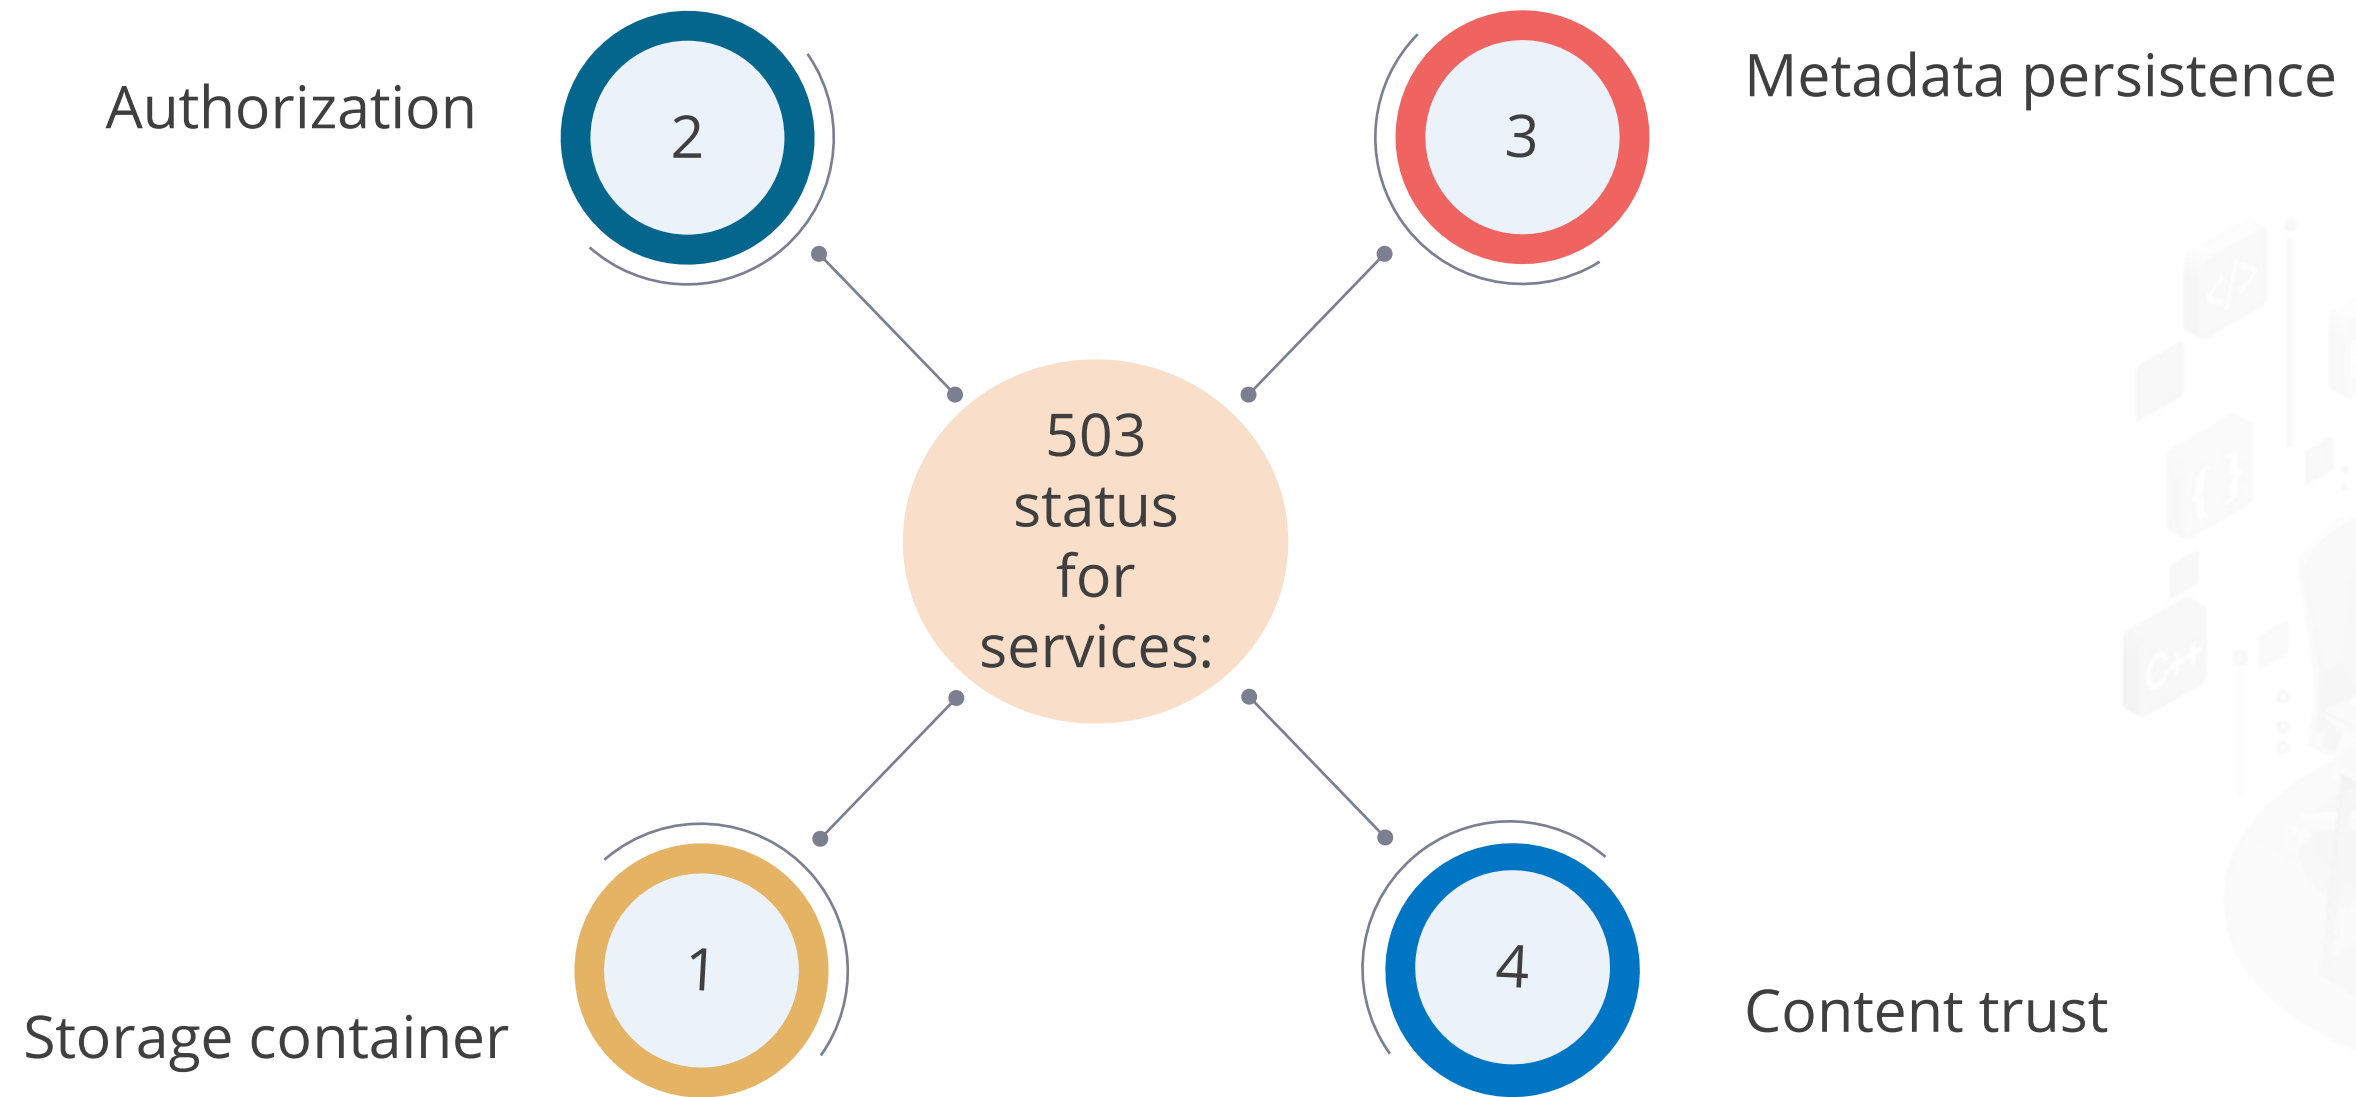 Authorization
2
3
Metadata persistence
</>
{ }
503
status
for
services:
C++
1
4
Storage container
Content trust